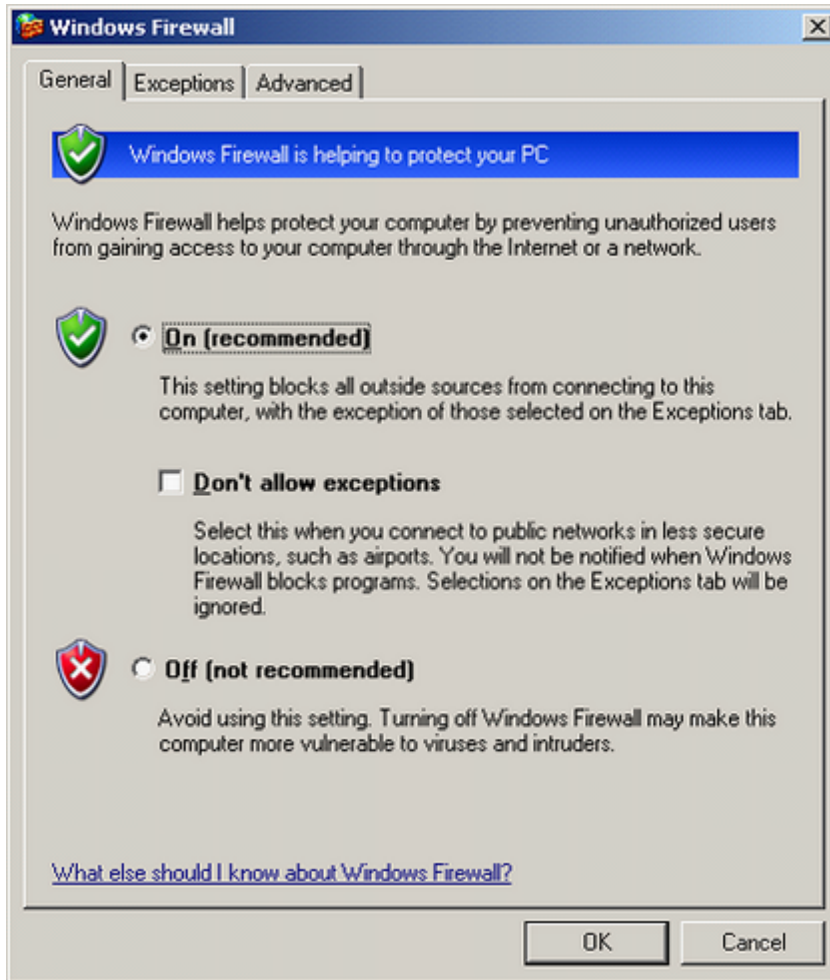 Windows Firewall
General Exceptions Advanced
Windows Firewall is helping to protect your PC
Windows Firewall helps protect your computer by preventing unauthorized users
from gaining access to your computer through the Internet or a network.
On (recommended)
This setting blocks all outside sources from connecting to this
computer, with the exception of those selected on the Exceptions tab.
Don't allow exceptions
Select this when you connect to public networks in less secure
locations, such as airports. You will not be notified when Windows
Firewall blocks programs. Selections on the Exceptions tab will be
ignored.
Off (not recommended)
Avoid using this setting. Turning off Windows Firewall may make this
computer more vulnerable to viruses and intruders.
What else should I know about Windows Firewall?
OK Cancel